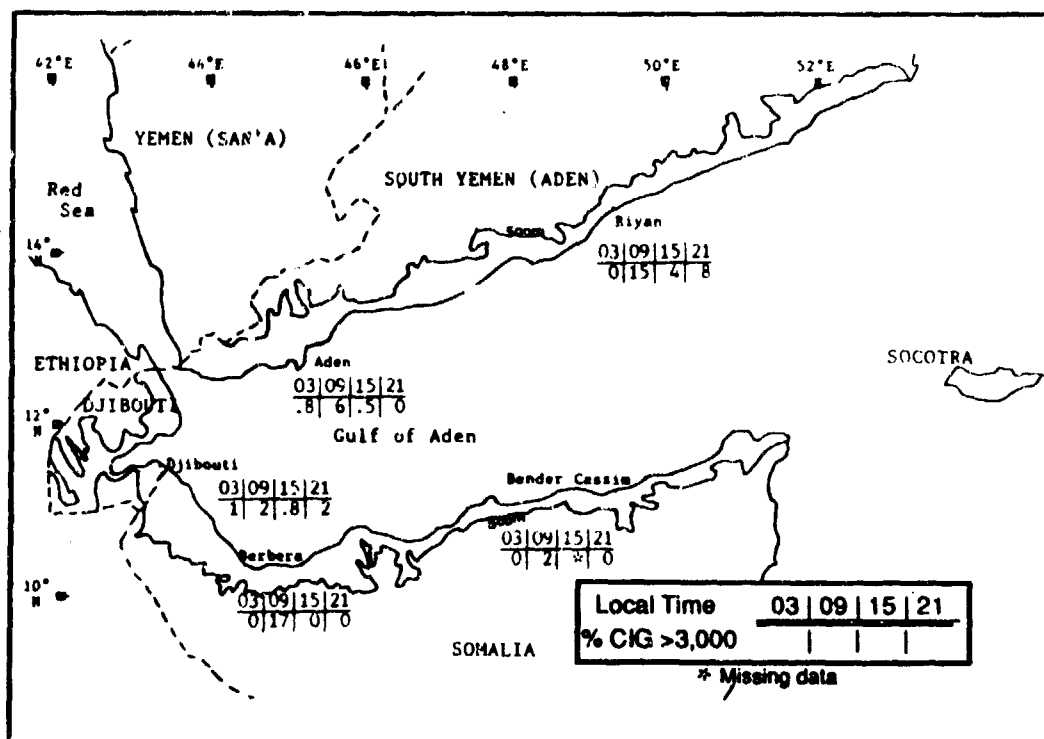 42°E 44°E 46°E 48°E 50°E 52°E
YEMEN (SAN'A)
SOUTH YEMEN (ADEN)
Red
Sea
Riyan
500m
14°
N
03|09|15|21
0|15|4|8
ETHIOPIA
Aden
SOCOTRA
03|09|15|21
.8|6|.5|0
DJIBOUTI
12°
N
Gulf of Aden
Djibouti
Bender Cassim
03|09|15|21
1|2|.8|2
500m
03|09|15|21
0|2|*|0
Berbera
10°
N
03|09|15|21
0|17|0|0
Local Time 03|09|15|21
% CIG >3,000
SOMALIA
* Missing data